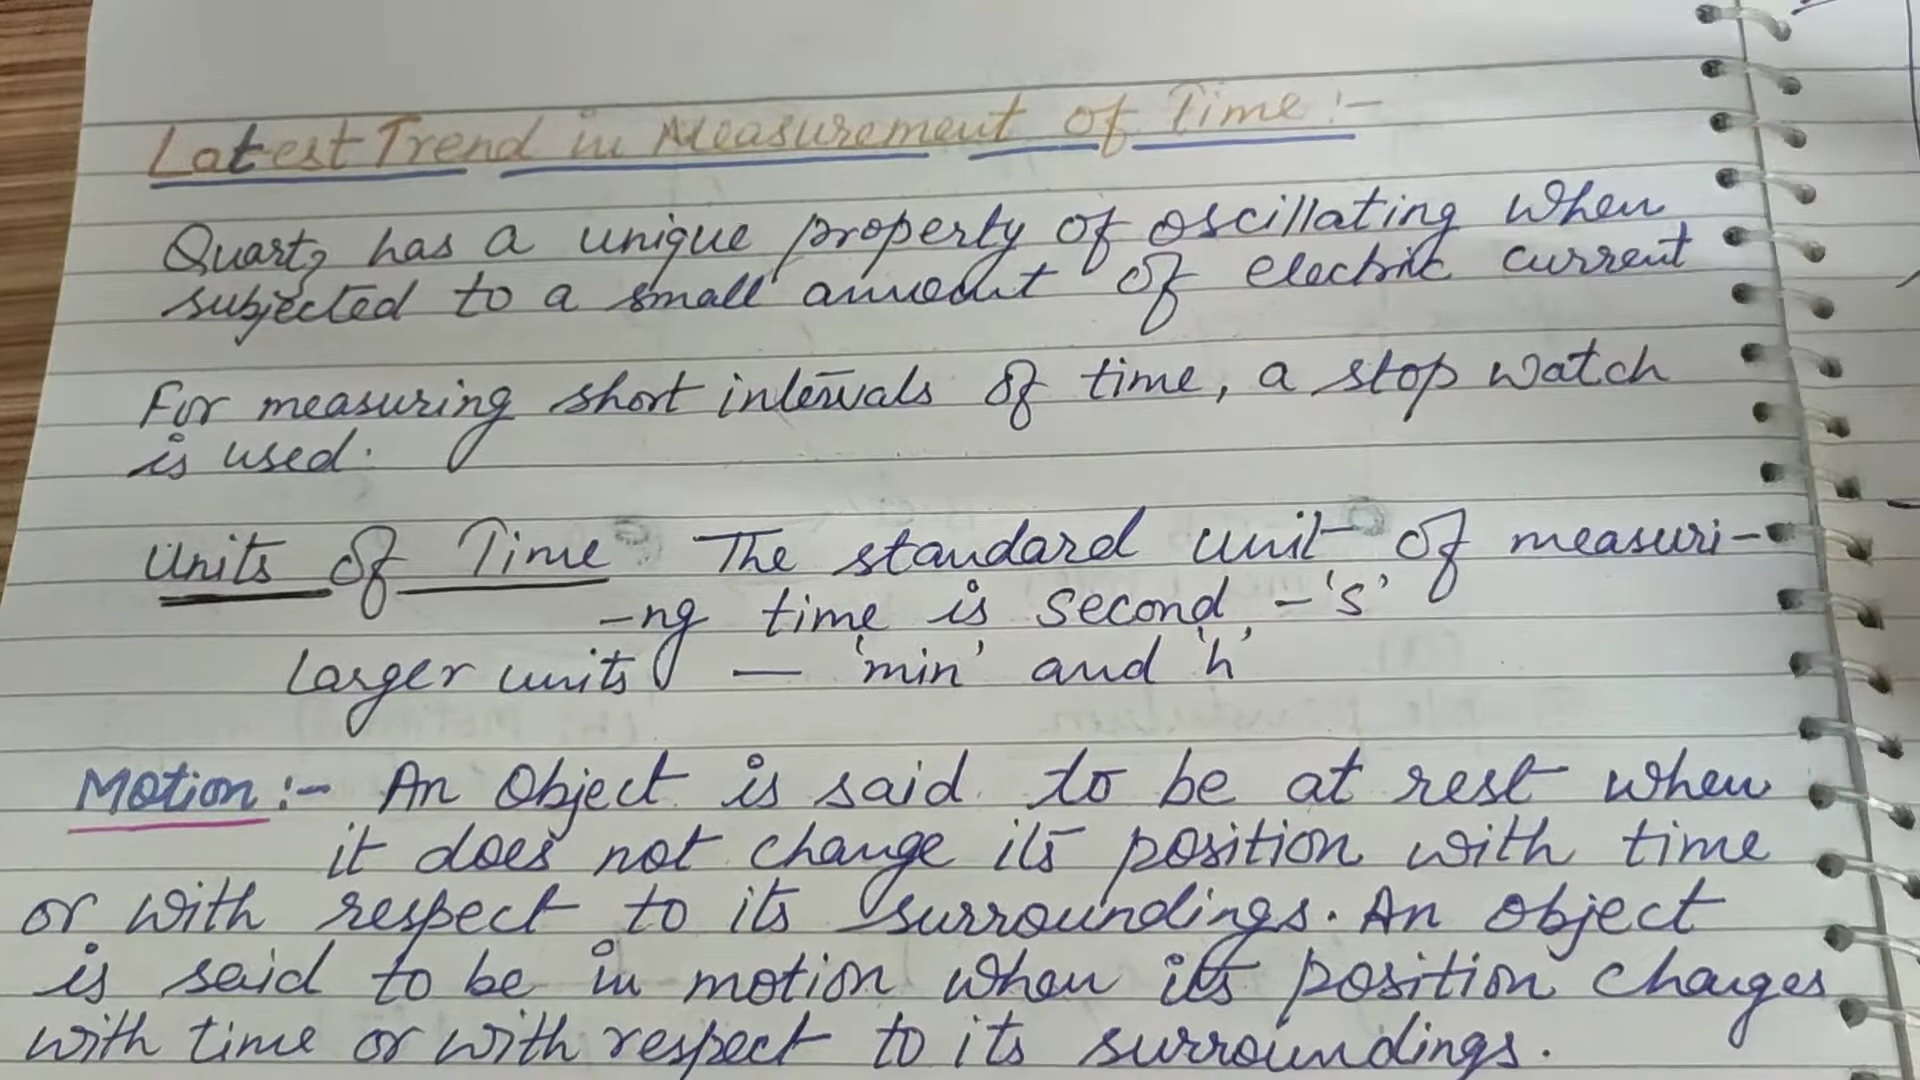 Latest Trend in Measurement of Time :-
Quartz has a unique property of oscillating when
subjected to a small amount of electric current
For measuring short intervals of time, a stop watch
is used.
Units of Time The standard unit of measuri-
-ng time is second - 's'
Larger units — 'min' and 'h'
Motion :- An Object is said to be at rest when
it does not change its position with time
or with respect to its surroundings. An object
is said to be in motion when its position changes
with time or with respect to its surroundings.